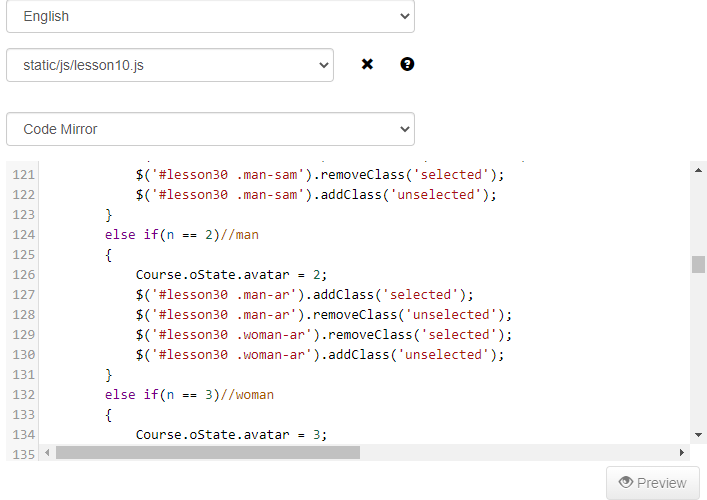 English
static/js/lesson10.js
Code Mirror
121 $('#lesson30 .man-sam').removeClass('selected');
122 $('#lesson30 .man-sam').addClass('unselected');
123 }
124 else if(n == 2)//man
125 {
126 Course.oState.avatar = 2;
127 $('#lesson30 .man-ar').addClass('selected');
128 $('#lesson30 .man-ar').removeClass('unselected');
129 $('#lesson30 .woman-ar').removeClass('selected');
130 $('#lesson30 .woman-ar').addClass('unselected');
131 }
132 else if(n == 3)//woman
133 {
134 Course.oState.avatar = 3;
135
Preview